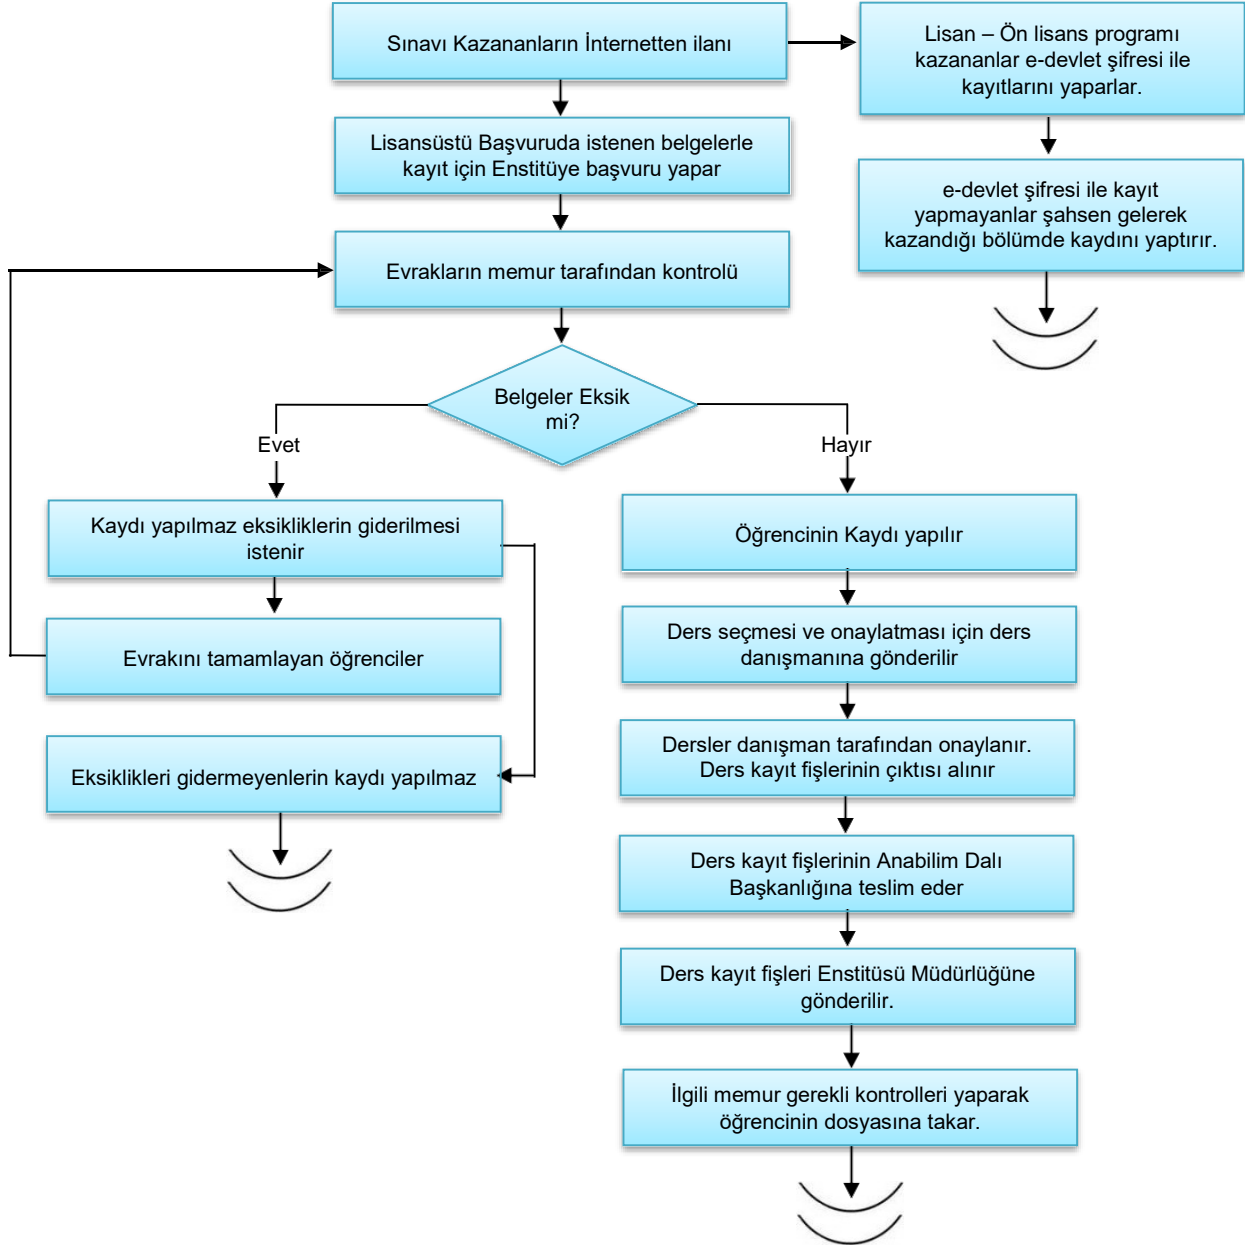 Sınavı Kazananların İnternetten ilanı
Lisan – Ön lisans programı
kazananlar e-devlet şifresi ile
kayıtlarını yaparlar.
Lisansüstü Başvuruda istenen belgelerle
kayıt için Enstitüye başvuru yapar
e-devlet şifresi ile kayıt
yapmayanlar şahsen gelerek
kazandığı bölümde kaydını yaptırır.
Evrakların memur tarafından kontrolü
Belgeler Eksik
mi?
Evet
Hayır
Kaydı yapılmaz eksikliklerin giderilmesi
istenir
Evrakını tamamlayan öğrenciler
Eksiklikleri gidermeyenlerin kaydı yapılmaz
Öğrencinin Kaydı yapılır
Ders seçmesi ve onaylatması için ders
danışmanına gönderilir
Dersler danışman tarafından onaylanır.
Ders kayıt fişlerinin çıktısı alınır
Ders kayıt fişlerinin Anabilim Dalı
Başkanlığına teslim eder
Ders kayıt fişleri Enstitüsü Müdürlüğüne
gönderilir.
İlgili memur gerekli kontrolleri yaparak
öğrencinin dosyasına takar.